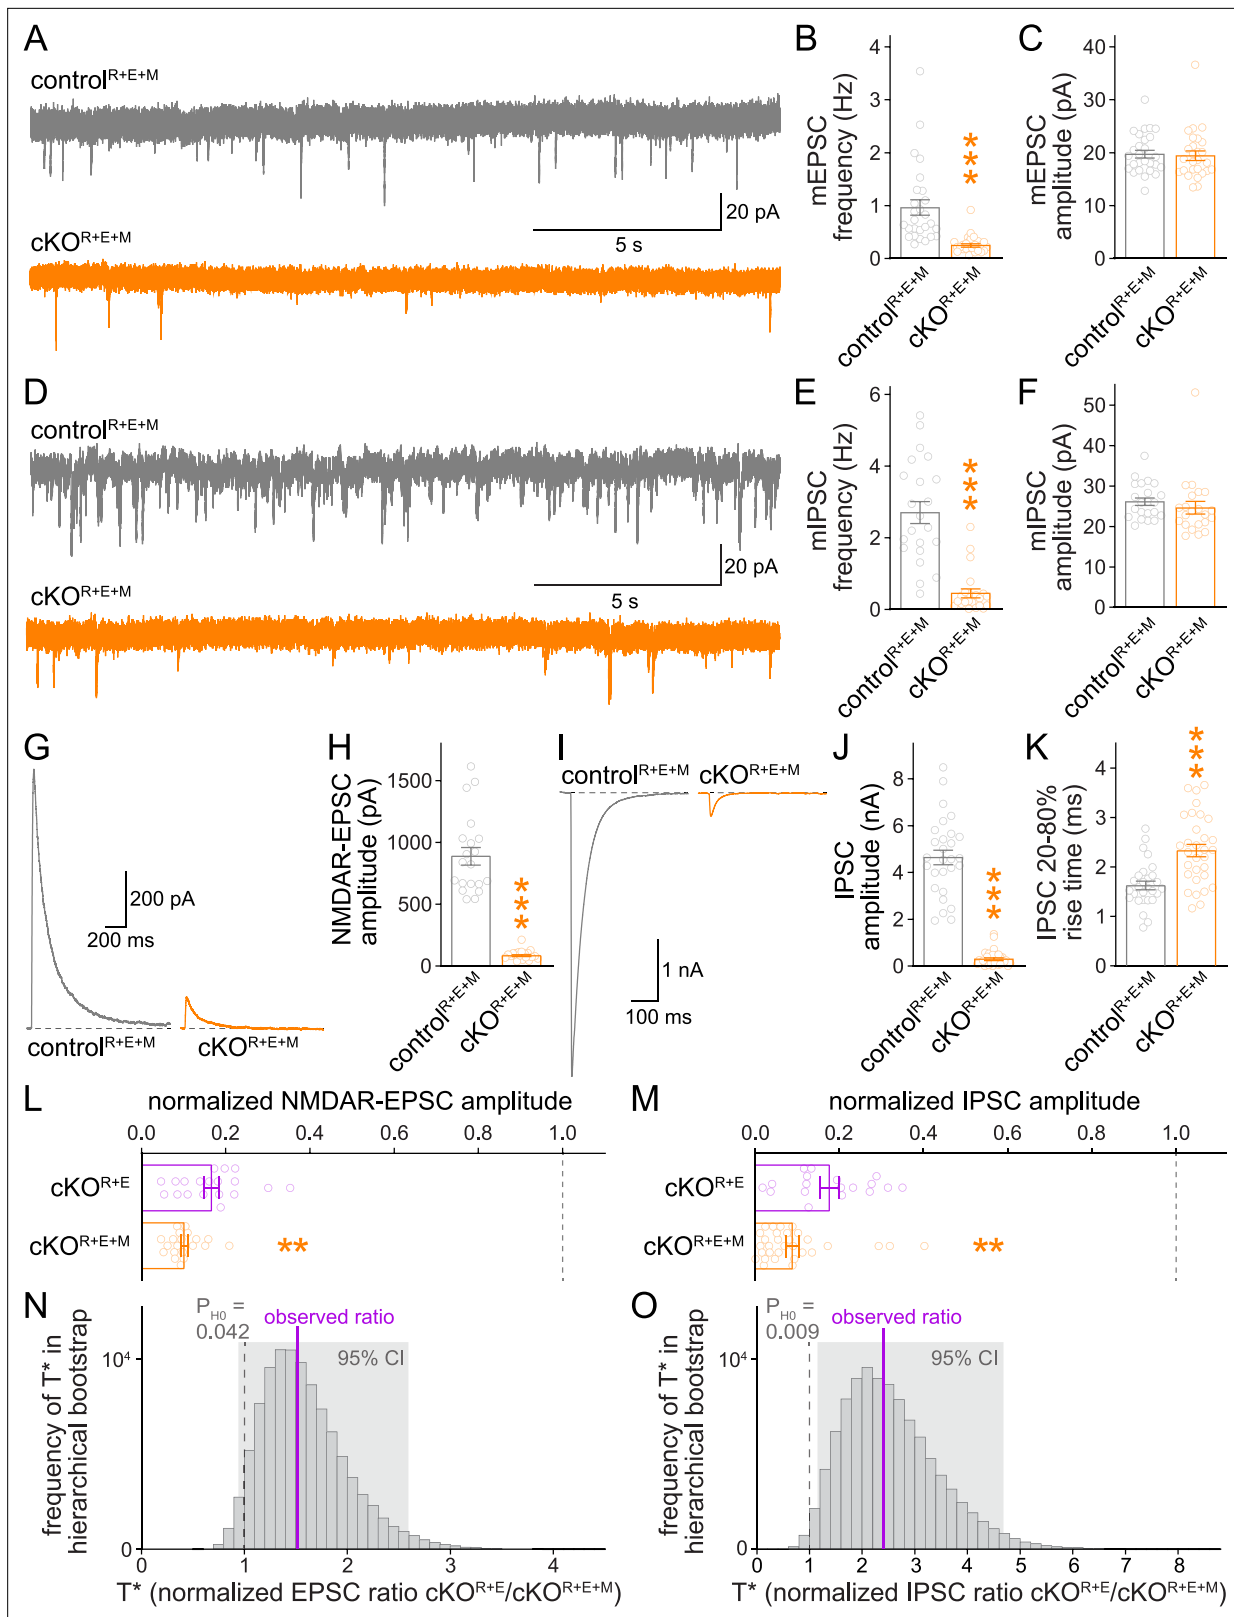 A
control^R+E+M
20 pA
5 s
cKO^R+E+M
B
mEPSC
frequency (Hz)
4
3
2
1
0
***
control^R+E+M
cKO^R+E+M
C
mEPSC
amplitude (pA)
40
30
20
10
0
control^R+E+M
cKO^R+E+M
D
control^R+E+M
20 pA
5 s
cKO^R+E+M
E
mIPSC
frequency (Hz)
6
4
2
0
***
control^R+E+M
cKO^R+E+M
F
mIPSC
amplitude (pA)
50
40
30
20
10
0
control^R+E+M
cKO^R+E+M
G
200 pA
200 ms
control^R+E+M
cKO^R+E+M
H
NMDAR-EPSC
amplitude (pA)
1500
1000
500
0
***
control^R+E+M
cKO^R+E+M
I
control^R+E+M
cKO^R+E+M
1 nA
100 ms
J
IPSC
amplitude (nA)
8
6
4
2
0
***
control^R+E+M
cKO^R+E+M
K
IPSC 20-80%
rise time (ms)
4
3
2
1
0
***
control^R+E+M
cKO^R+E+M
L
normalized NMDAR-EPSC amplitude
0.0 0.2 0.4 0.6 0.8 1.0
cKO^R+E
cKO^R+E+M
**
M
normalized IPSC amplitude
0.0 0.2 0.4 0.6 0.8 1.0
cKO^R+E
cKO^R+E+M
**
N
frequency of T* in
hierarchical bootstrap
P_H0 =
0.042
observed ratio
95% CI
10^4
0
0 1 2 3 4
T* (normalized EPSC ratio cKO^R+E/cKO^R+E+M)
O
frequency of T* in
hierarchical bootstrap
P_H0 =
0.009
observed ratio
95% CI
10^4
0
0 1 2 3 4 5 6 7 8
T* (normalized IPSC ratio cKO^R+E/cKO^R+E+M)